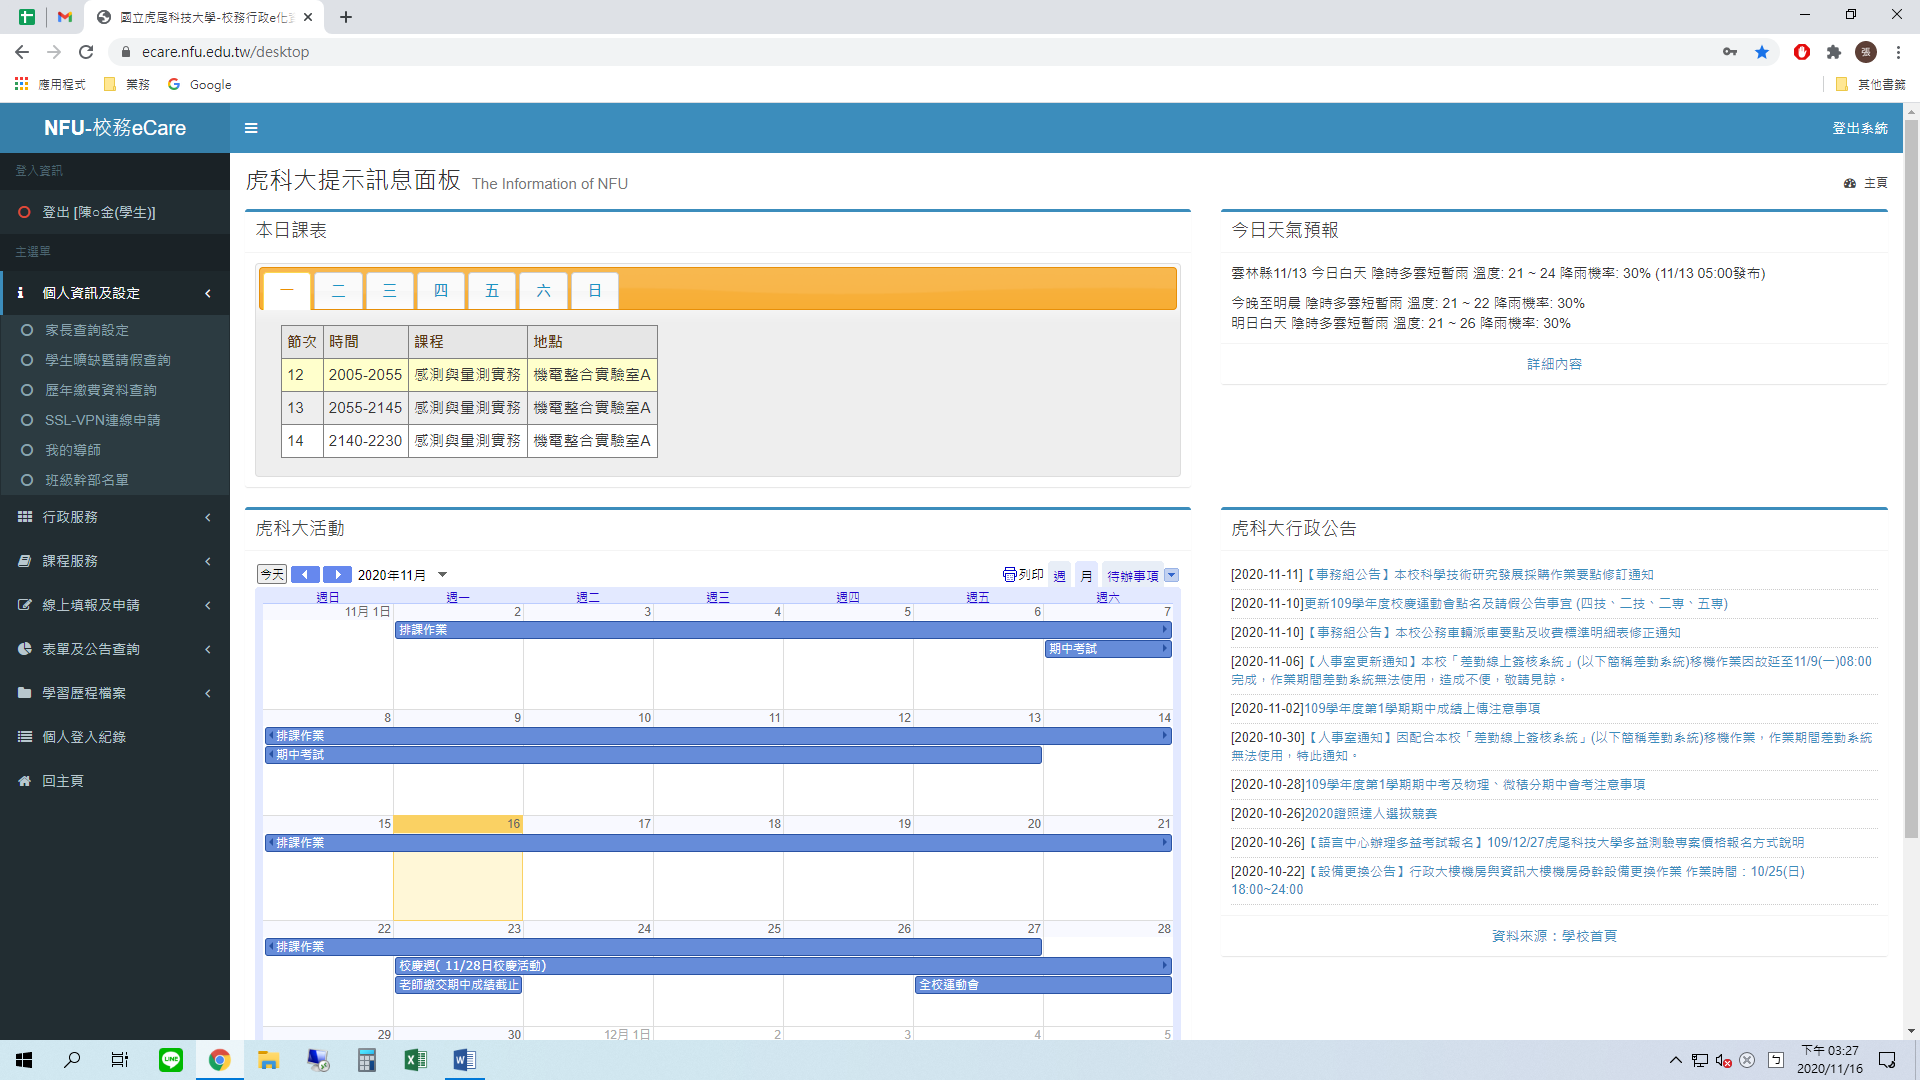 國立虎尾科技大學-校務行政e化
ecare.nfu.edu.tw/desktop
張
應用程式
業務
Google
其他書籤
NFU-校務eCare
登出系統
登入資訊
登出 [陳○金(學生)]
主選單
個人資訊及設定
家長查詢設定
學生曠缺暨請假查詢
歷年繳費資料查詢
SSL-VPN連線申請
我的導師
班級幹部名單
行政服務
課程服務
線上填報及申請
表單及公告查詢
學習歷程檔案
個人登入紀錄
回主頁
虎科大提示訊息面板 The Information of NFU
主頁
本日課表
一 二 三 四 五 六 日
節次 時間 課程 地點
12 2005-2055 感測與量測實務 機電整合實驗室A
13 2055-2145 感測與量測實務 機電整合實驗室A
14 2140-2230 感測與量測實務 機電整合實驗室A
今日天氣預報
雲林縣11/13 今日白天 陰時多雲短暫雨 溫度: 21 ~ 24 降雨機率: 30% (11/13 05:00發布)
今晚至明晨 陰時多雲短暫雨 溫度: 21 ~ 22 降雨機率: 30%
明日白天 陰時多雲短暫雨 溫度: 21 ~ 26 降雨機率: 30%
詳細內容
虎科大活動
今天 2020年11月 列印 週 月 待辦事項
週日 週一 週二 週三 週四 週五 週六
11月 1日 2 3 4 5 6 7
排課作業
期中考試
8 9 10 11 12 13 14
排課作業
期中考試
15 16 17 18 19 20 21
排課作業
22 23 24 25 26 27 28
排課作業
校慶週( 11/28日校慶活動)
老師繳交期中成績截止 全校運動會
29 30 12月 1日 2 3 4 5
虎科大行政公告
[2020-11-11]【事務組公告】本校科學技術研究發展採購作業要點修訂通知
[2020-11-10]更新109學年度校慶運動會點名及請假公告事宜 (四技、二技、二專、五專)
[2020-11-10]【事務組公告】本校公務車輛派車要點及收費標準明細表修正通知
[2020-11-06]【人事室更新通知】本校「差勤線上簽核系統」(以下簡稱差勤系統)移機作業因故延至11/9(一)08:00
完成，作業期間差勤系統無法使用，造成不便，敬請見諒。
[2020-11-02]109學年度第1學期期中成績上傳注意事項
[2020-10-30]【人事室通知】因配合本校「差勤線上簽核系統」(以下簡稱差勤系統)移機作業，作業期間差勤系統
無法使用，特此通知。
[2020-10-28]109學年度第1學期期中考及物理、微積分期中會考注意事項
[2020-10-26]2020證照達人選拔競賽
[2020-10-26]【語言中心辦理多益考試報名】109/12/27虎尾科技大學多益測驗專案價格報名方式說明
[2020-10-22]【設備更換公告】行政大樓機房與資訊大樓機房骨幹設備更換作業 作業時間：10/25(日)
18:00~24:00
資料來源：學校首頁
LINE
下午 03:27
2020/11/16